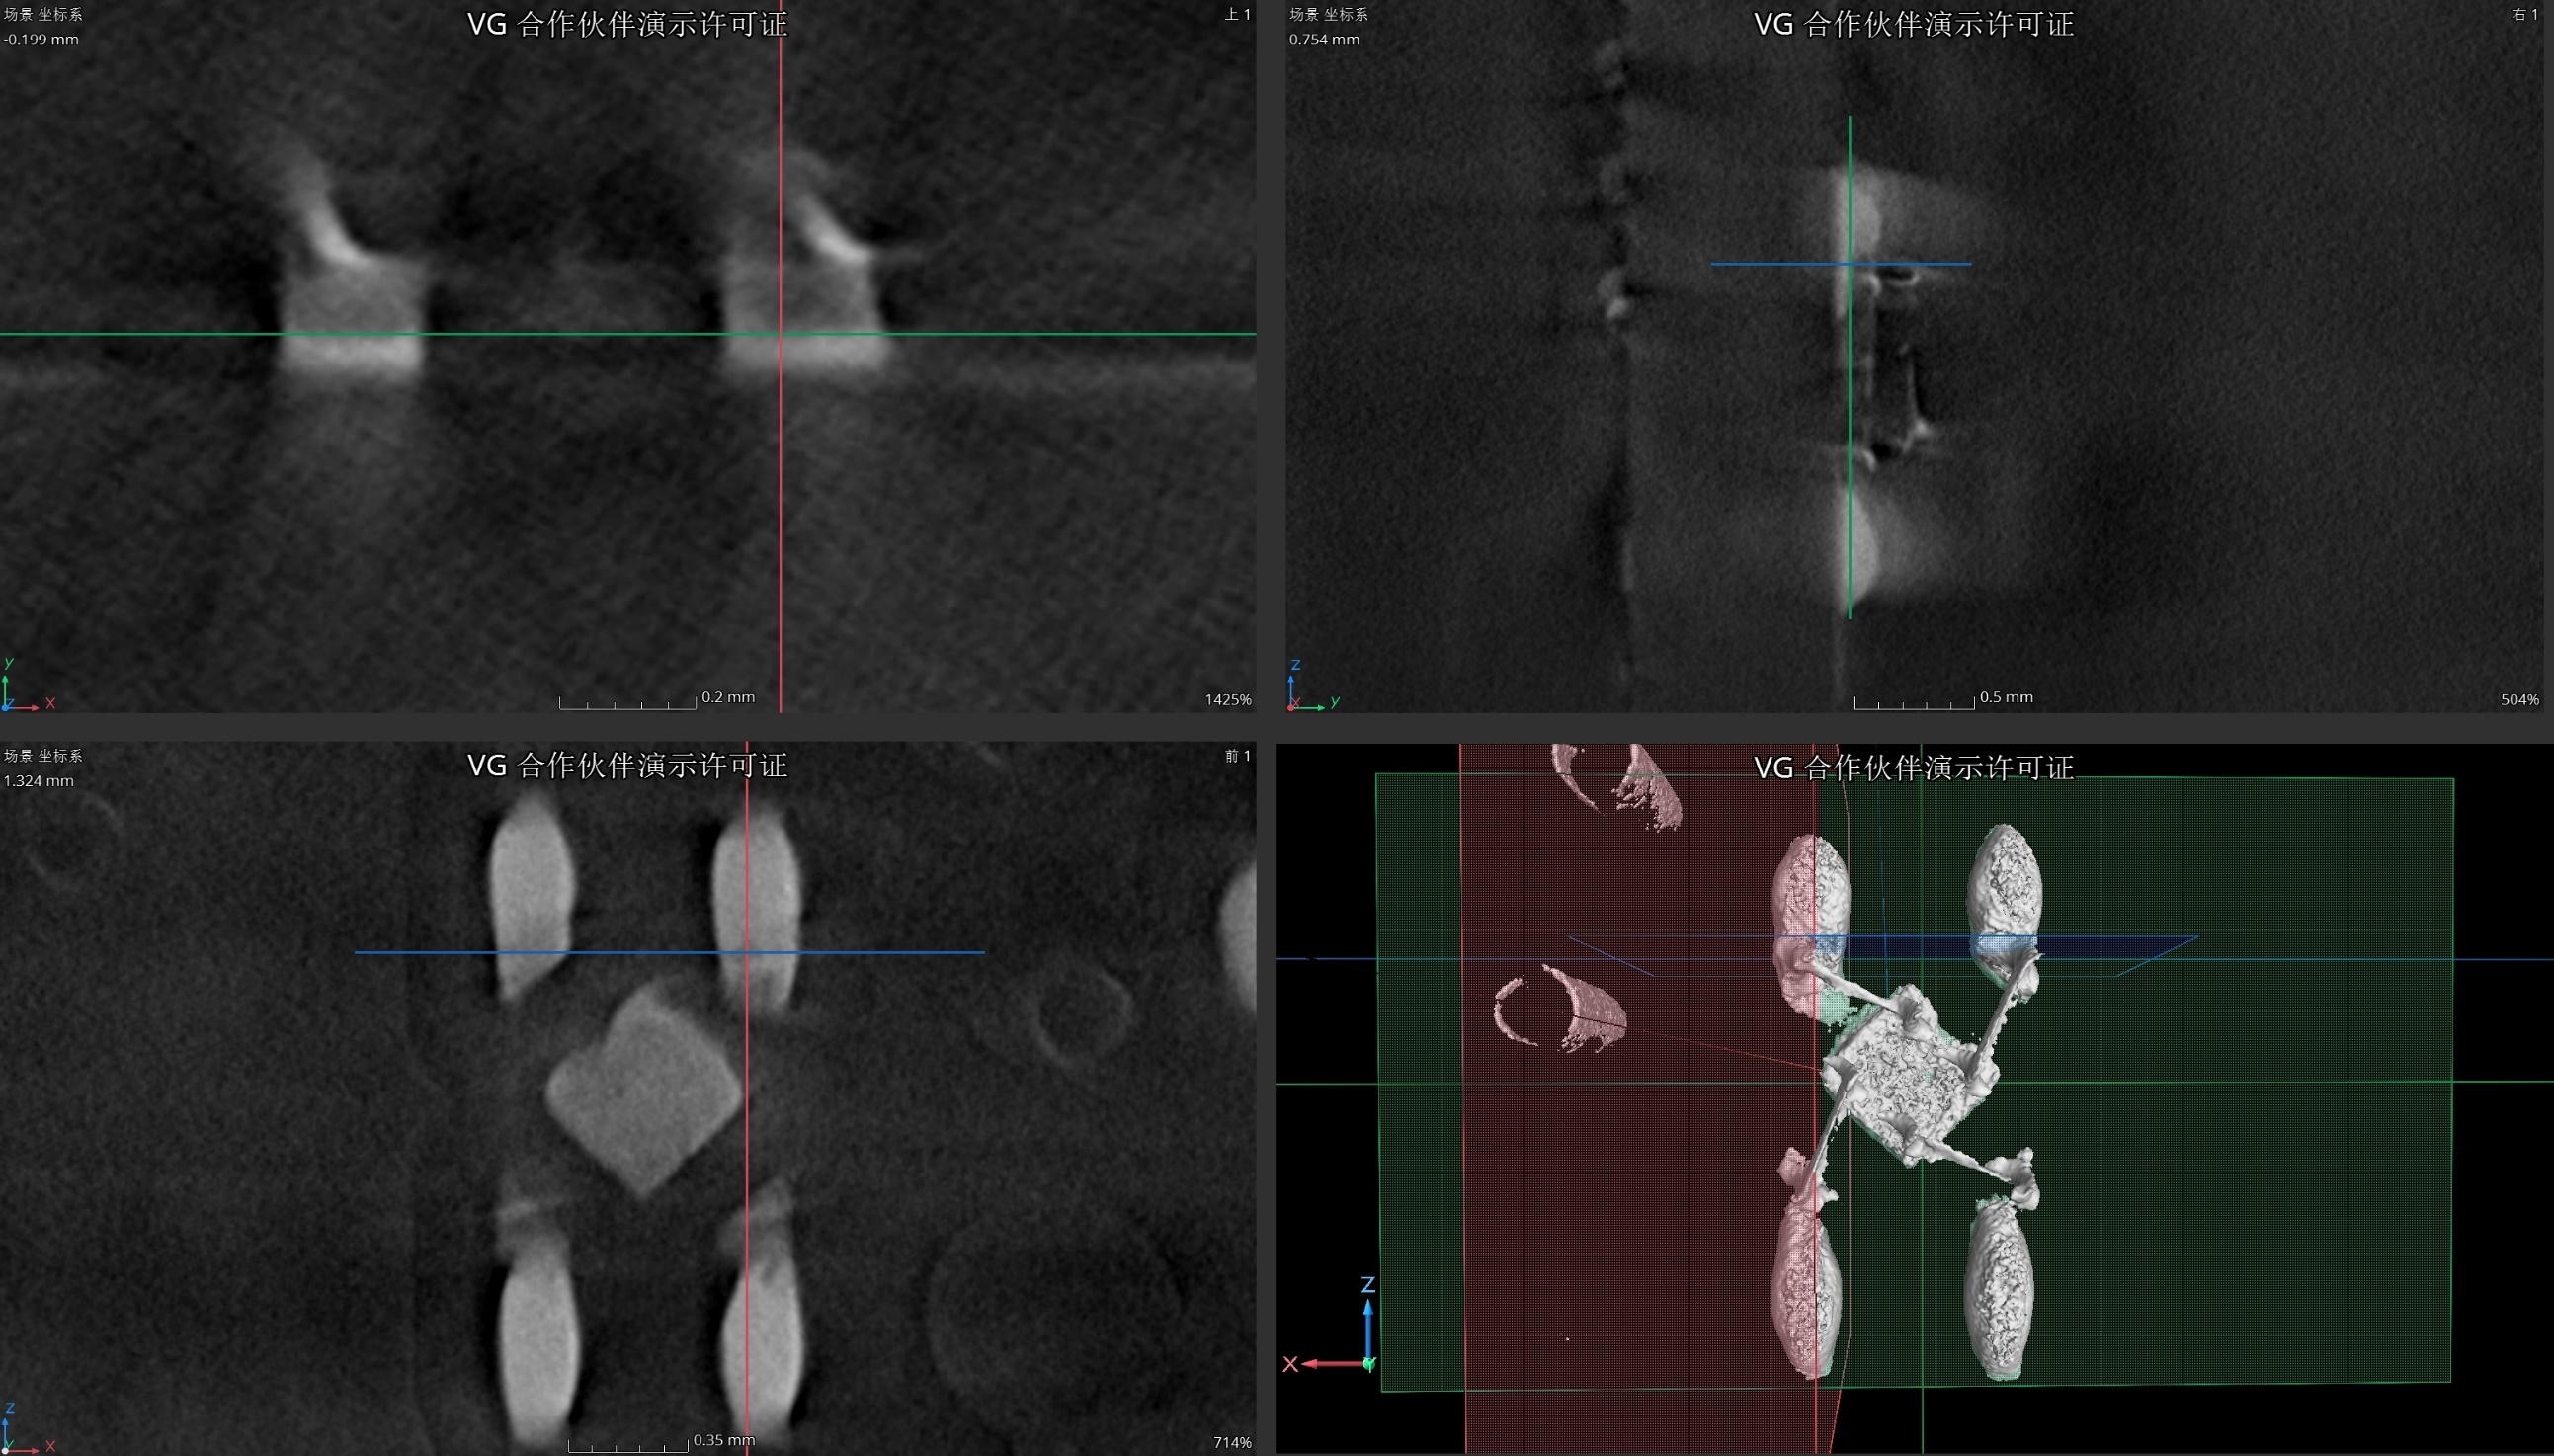 场景 坐标系
-0.199 mm
VG 合作伙伴演示许可证
上 1
y
z
x
0.2 mm
1425%
场景 坐标系
0.754 mm
VG 合作伙伴演示许可证
右 1
z
x
y
0.5 mm
504%
场景 坐标系
1.324 mm
VG 合作伙伴演示许可证
前 1
z
y
x
0.35 mm
714%
VG 合作伙伴演示许可证
Z
X
Y